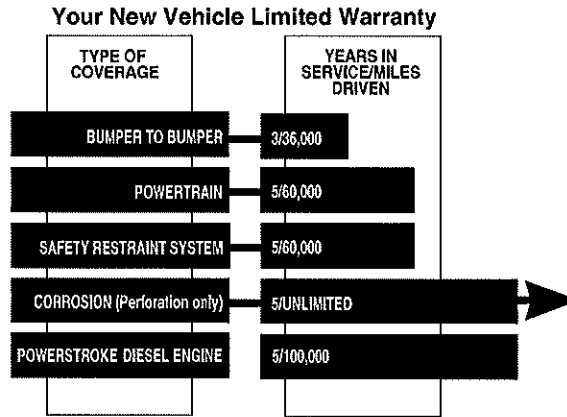 Your New Vehicle Limited Warranty
TYPE OF
COVERAGE
YEARS IN
SERVICE/MILES
DRIVEN
BUMPER TO BUMPER
3/36,000
POWERTRAIN
5/60,000
SAFETY RESTRAINT SYSTEM
5/60,000
CORROSION (Perforation only)
5/UNLIMITED
POWERSTROKE DIESEL ENGINE
5/100,000